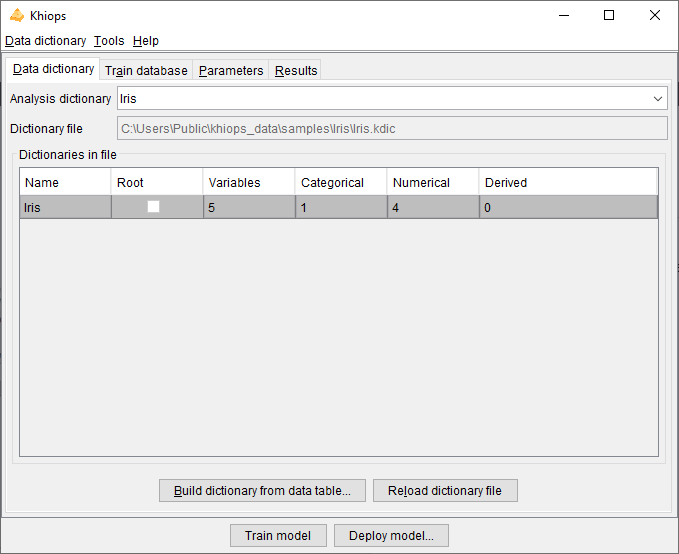 Khiops
Data dictionary Tools Help
Data dictionary Train database Parameters Results
Analysis dictionary Iris
Dictionary file C:\Users\Public\khiops_data\samples\Iris\Iris.kdic
Dictionaries in file
Name Root Variables Categorical Numerical Derived
Iris 5 1 4 0
Build dictionary from data table... Reload dictionary file
Train model Deploy model...